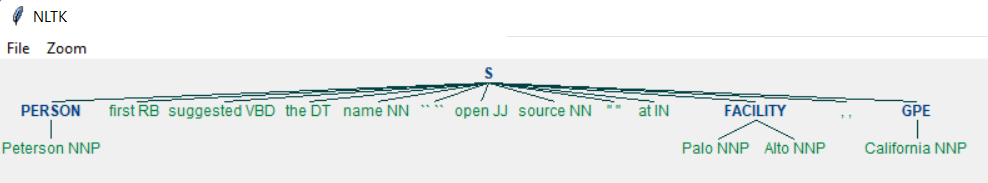 NLTK
File Zoom
S
PERSON first RB suggested VBD the DT name NN `` `` open JJ source NN '' '' at IN FACILITY , , GPE
Peterson NNP Palo NNP Alto NNP California NNP